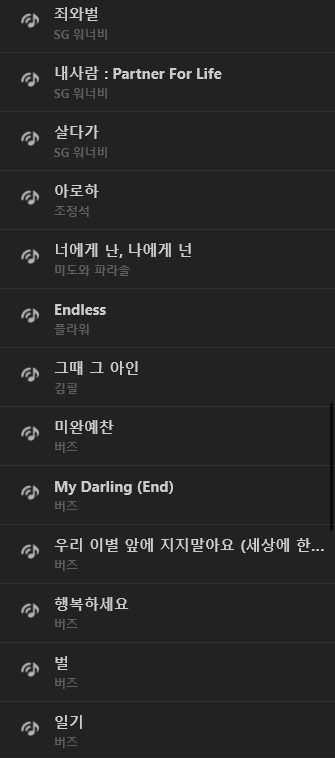 죄와벌
SG 워너비
내사람 : Partner For Life
SG 워너비
살다가
SG 워너비
아로하
조정석
너에게 난, 나에게 넌
미도와 파라솔
Endless
플라워
그때 그 아인
김필
미완예찬
버즈
My Darling (End)
버즈
우리 이별 앞에 지지말아요 (세상에 한...
버즈
행복하세요
버즈
벌
버즈
일기
버즈